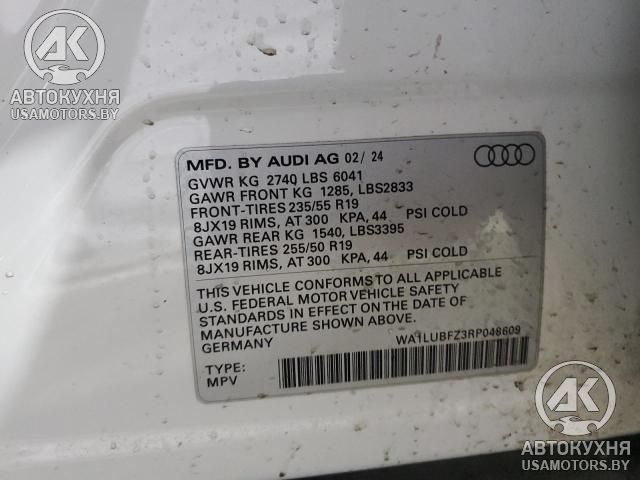 AK
АВТОКУХНЯ
USAMOTORS.BY
MFD. BY AUDI AG 02/ 24
GVWR KG 2740 LBS 6041
GAWR FRONT KG 1285, LBS2833
FRONT-TIRES 235/55 R19
8JX19 RIMS, AT 300 KPA, 44 PSI COLD
GAWR REAR KG 1540, LBS3395
REAR-TIRES 255/50 R19
8JX19 RIMS, AT 300 KPA, 44 PSI COLD
THIS VEHICLE CONFORMS TO ALL APPLICABLE
U.S. FEDERAL MOTOR VEHICLE SAFETY
STANDARDS IN EFFECT ON THE DATE OF
MANUFACTURE SHOWN ABOVE.
GERMANY
WA1LUBFZ3RP048609
TYPE:
MPV
AK
АВТОКУХНЯ
USAMOTORS.BY